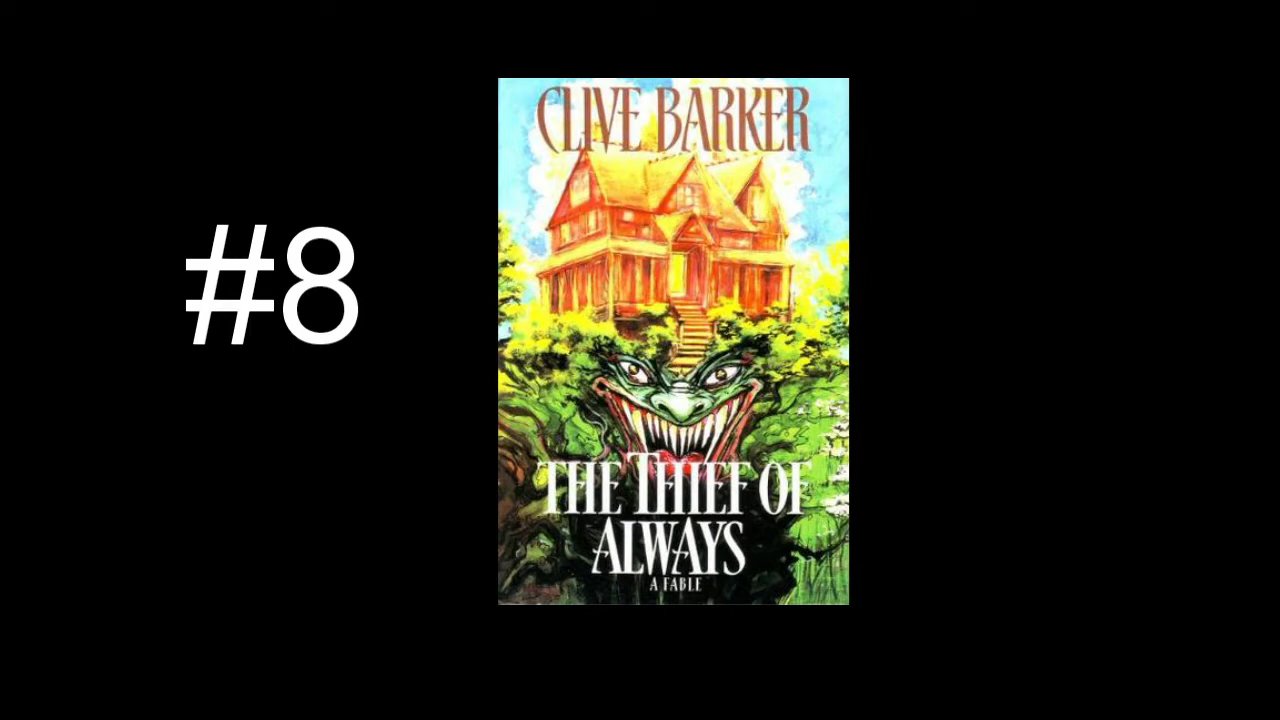 #8
CLIVE BARKER
THE THIEF OF
ALWAYS
A FABLE